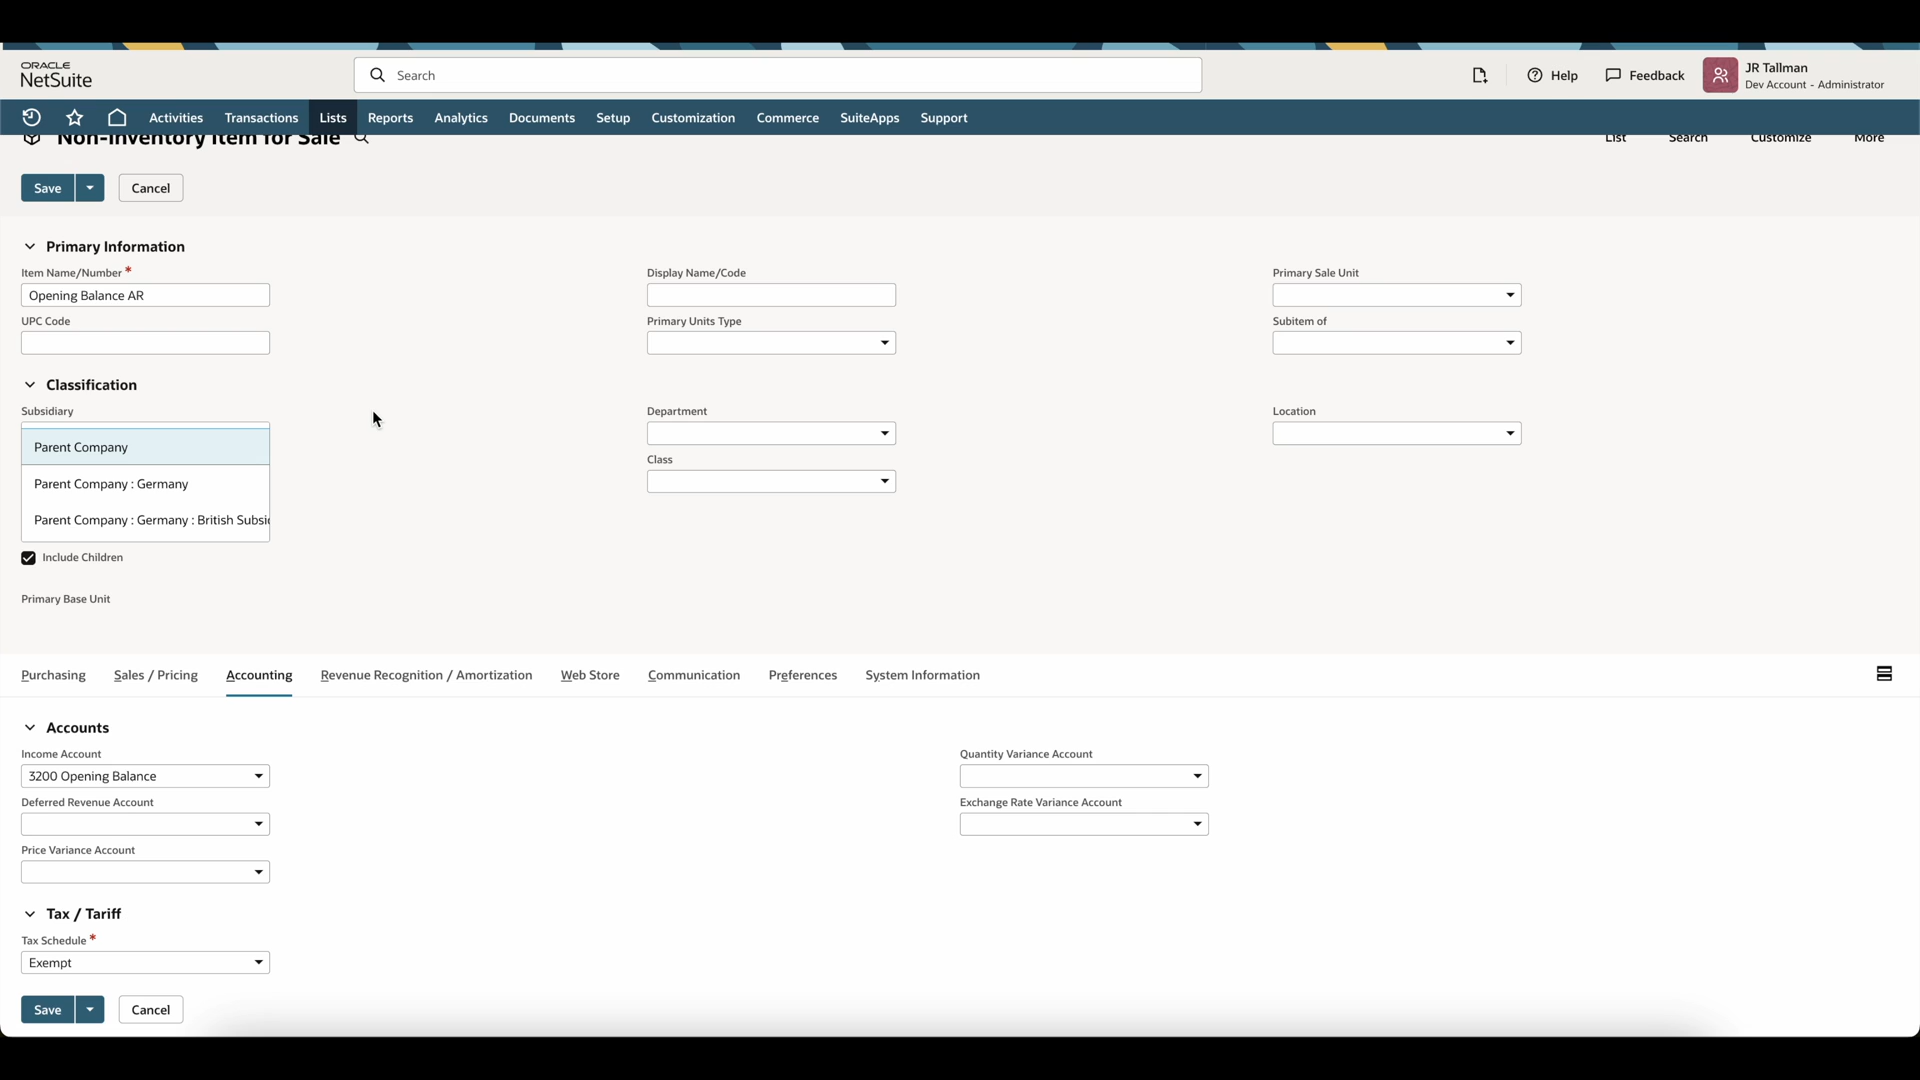 ORACLE
NetSuite
Search
Help
Feedback
JR Tallman
Dev Account - Administrator
Activities
Transactions
Lists
Reports
Analytics
Documents
Setup
Customization
Commerce
SuiteApps
Support
Non-Inventory Item for Sale
List
Search
Customize
More
Save
Cancel
Primary Information
Item Name/Number *
Display Name/Code
Primary Sale Unit
Opening Balance AR
UPC Code
Primary Units Type
Subitem of
Classification
Subsidiary
Department
Location
Parent Company
Class
Parent Company : Germany
Parent Company : Germany : British Subsi
Include Children
Primary Base Unit
Purchasing
Sales / Pricing
Accounting
Revenue Recognition / Amortization
Web Store
Communication
Preferences
System Information
Accounts
Income Account
Quantity Variance Account
3200 Opening Balance
Deferred Revenue Account
Exchange Rate Variance Account
Price Variance Account
Tax / Tariff
Tax Schedule *
Exempt
Save
Cancel